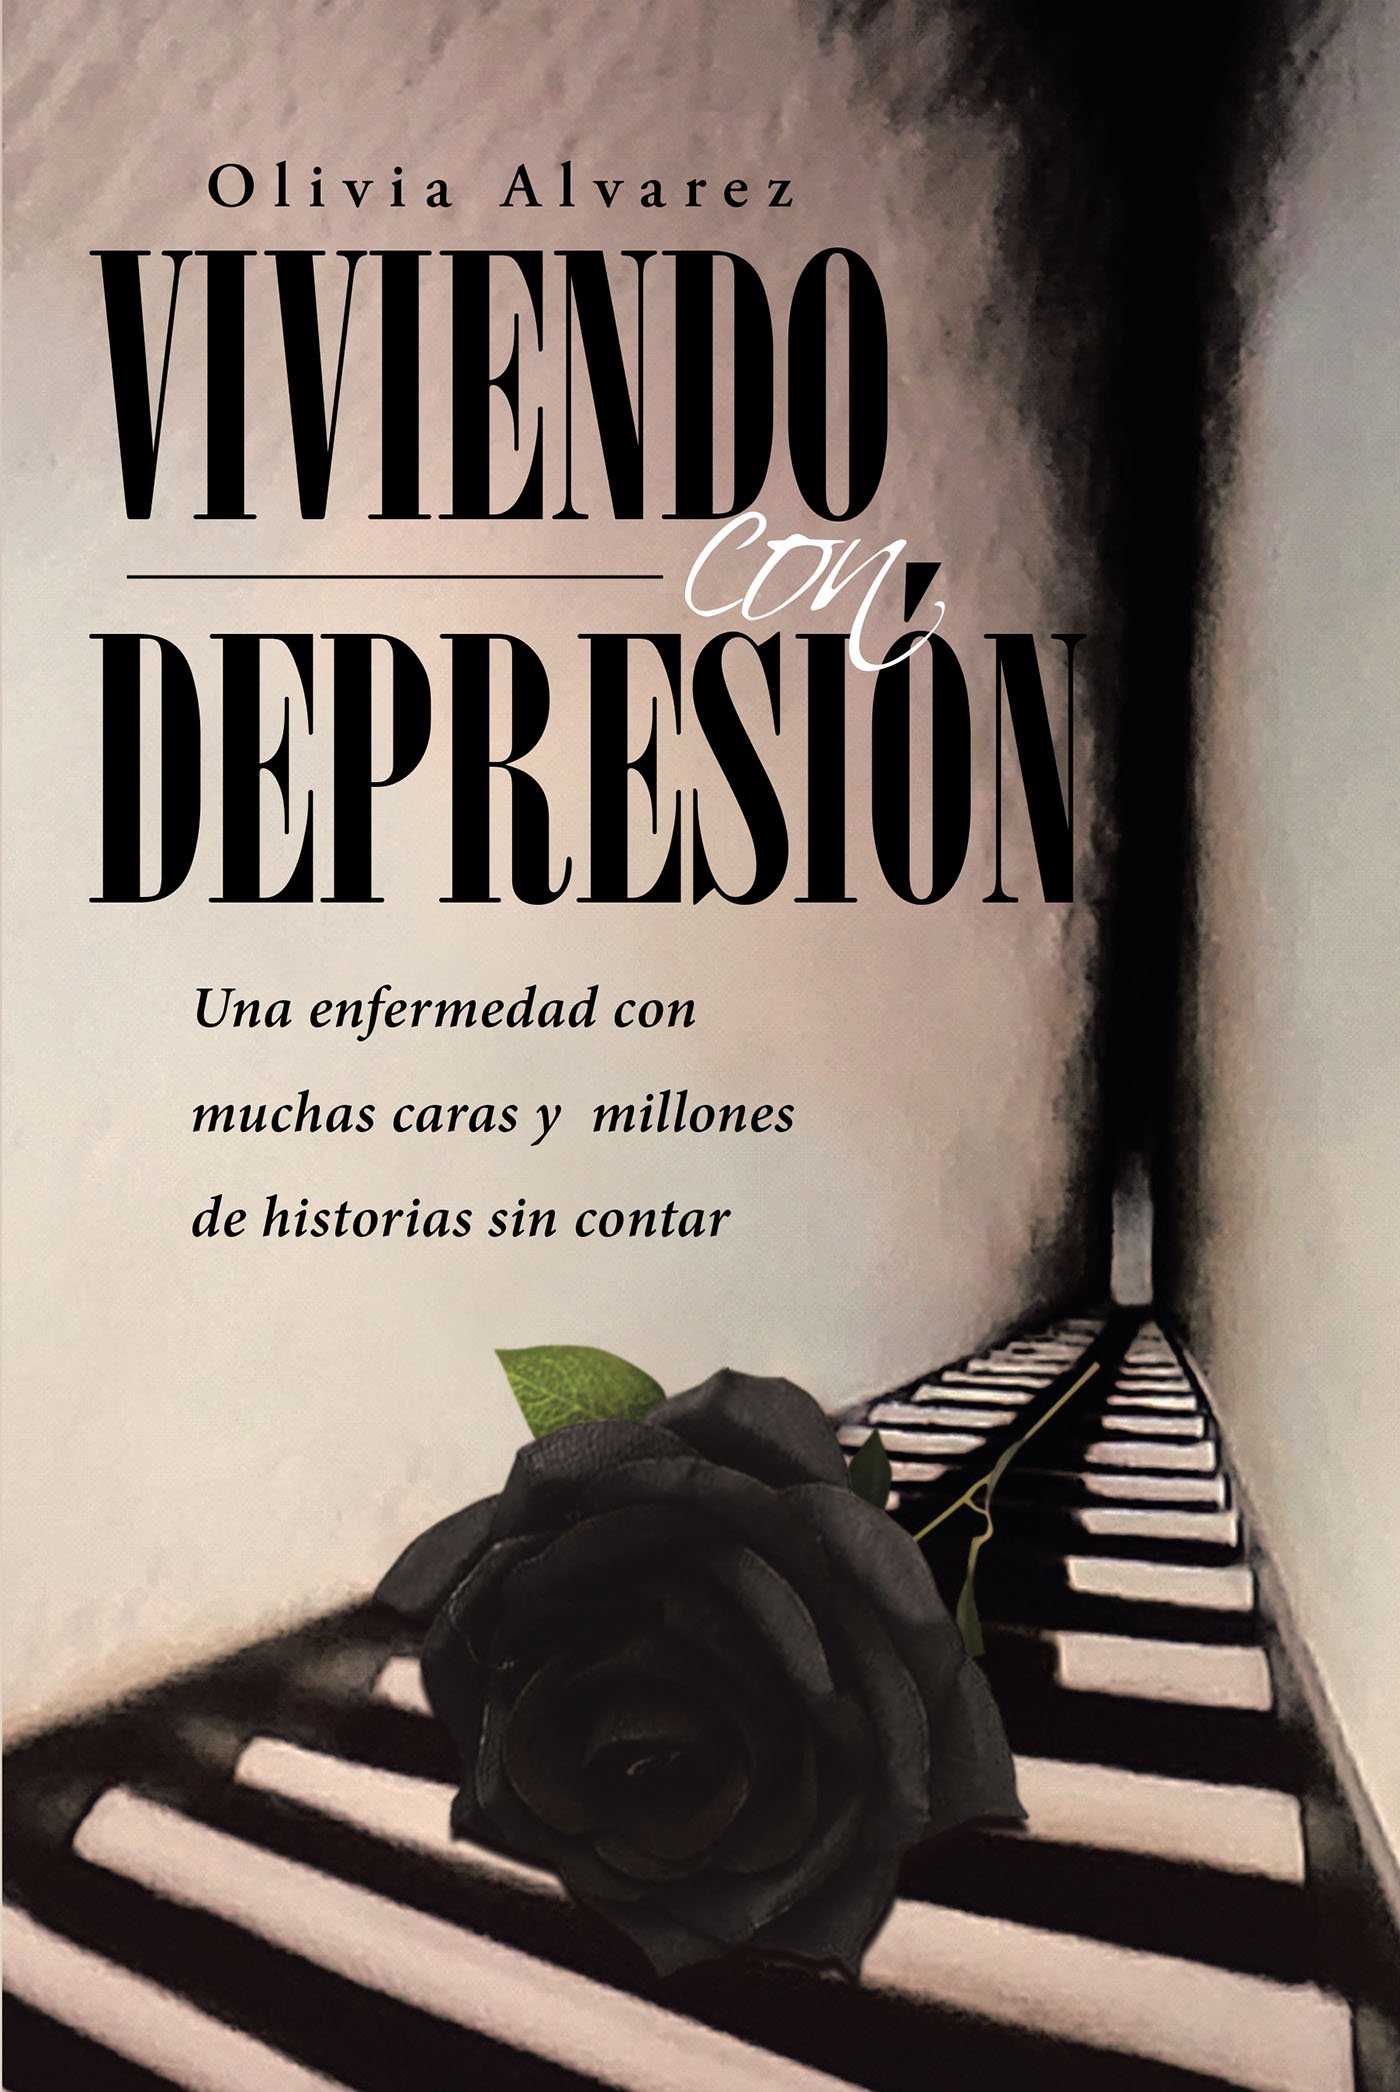 Olivia Alvarez
VIVIENDO
con
DEPRESIÓN
Una enfermedad con
muchas caras y millones
de historias sin contar